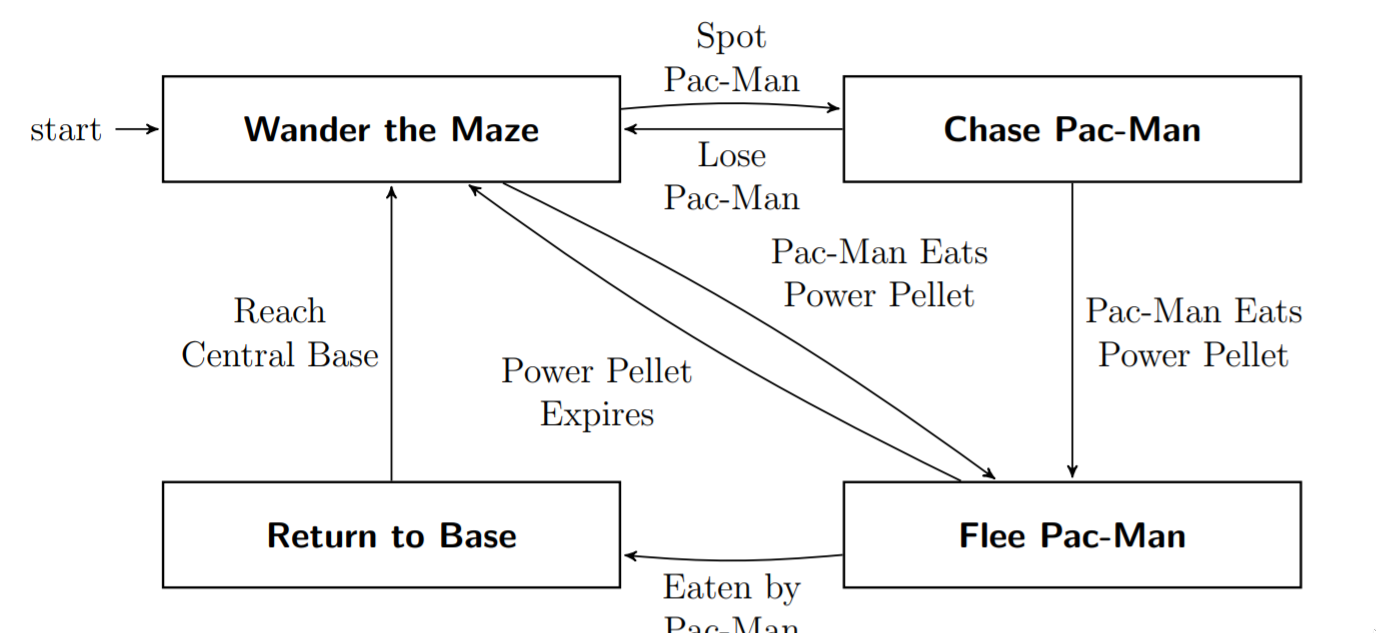 Spot
Pac-Man
start
Wander the Maze
Chase Pac-Man
Lose
Pac-Man
Pac-Man Eats
Power Pellet
Reach
Central Base
Pac-Man Eats
Power Pellet
Power Pellet
Expires
Return to Base
Flee Pac-Man
Eaten by
Pac-Man